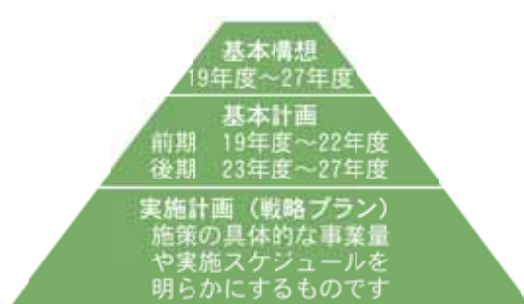 基本構想
19年度～27年度
基本計画
前期　19年度～22年度
後期　23年度～27年度
実施計画（戦略プラン）
施策の具体的な事業量
や実施スケジュールを
明らかにするものです